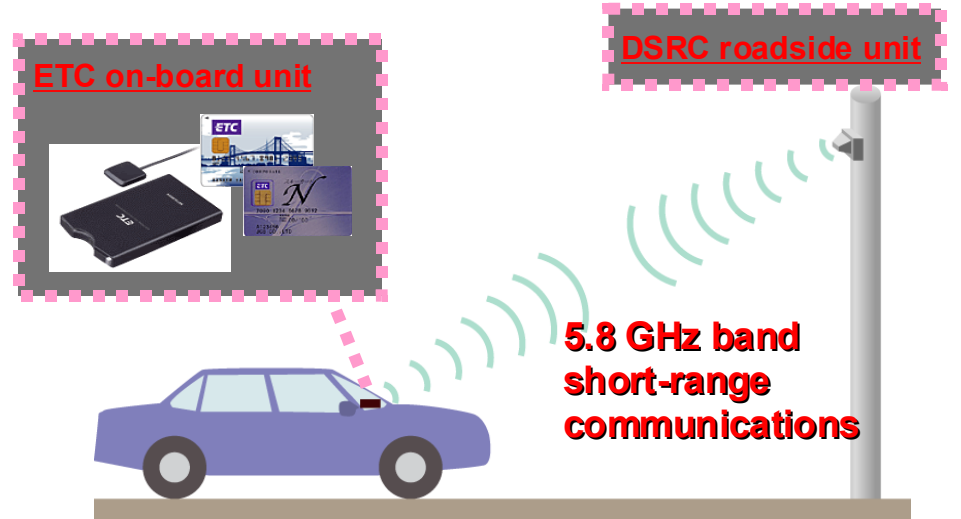 ETC on-board unit
DSRC roadside unit
ETC
ETC
N
ETC
5.8 GHz band
short-range
communications